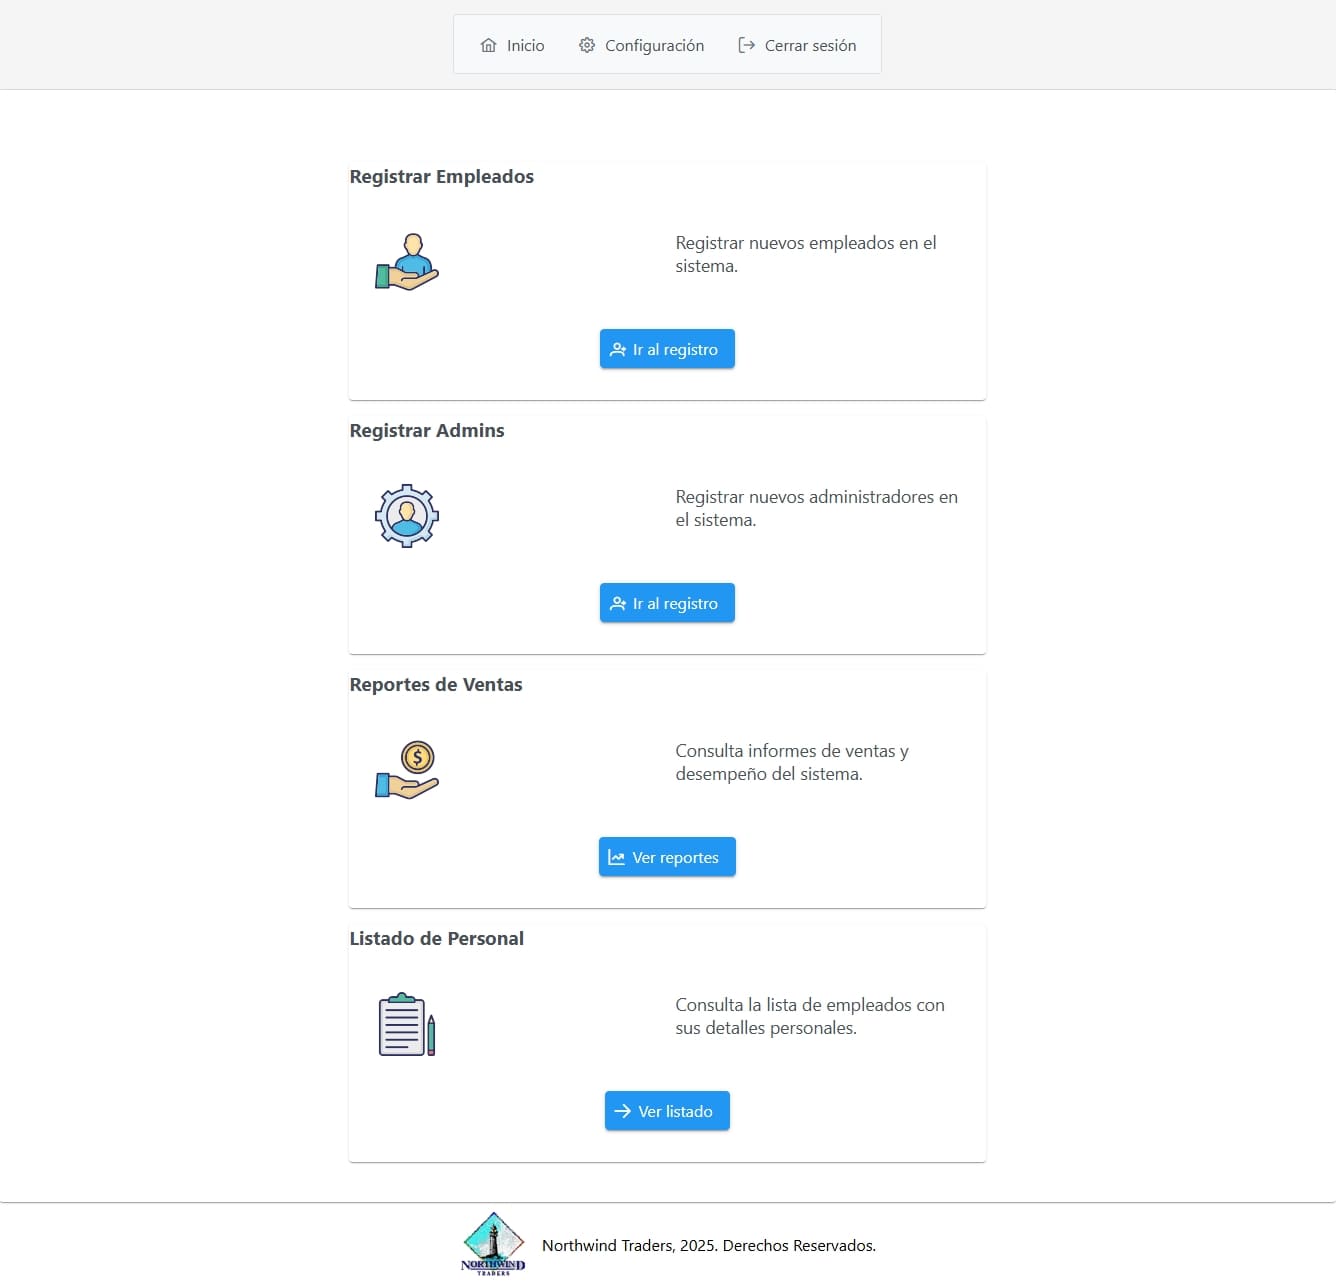 Inicio
Configuración
Cerrar sesión
Registrar Empleados
Registrar nuevos empleados en el
sistema.
Ir al registro
Registrar Admins
Registrar nuevos administradores en
el sistema.
Ir al registro
Reportes de Ventas
$
Consulta informes de ventas y
desempeño del sistema.
Ver reportes
Listado de Personal
Consulta la lista de empleados con
sus detalles personales.
Ver listado
NORTHWIND
TRADERS
Northwind Traders, 2025. Derechos Reservados.